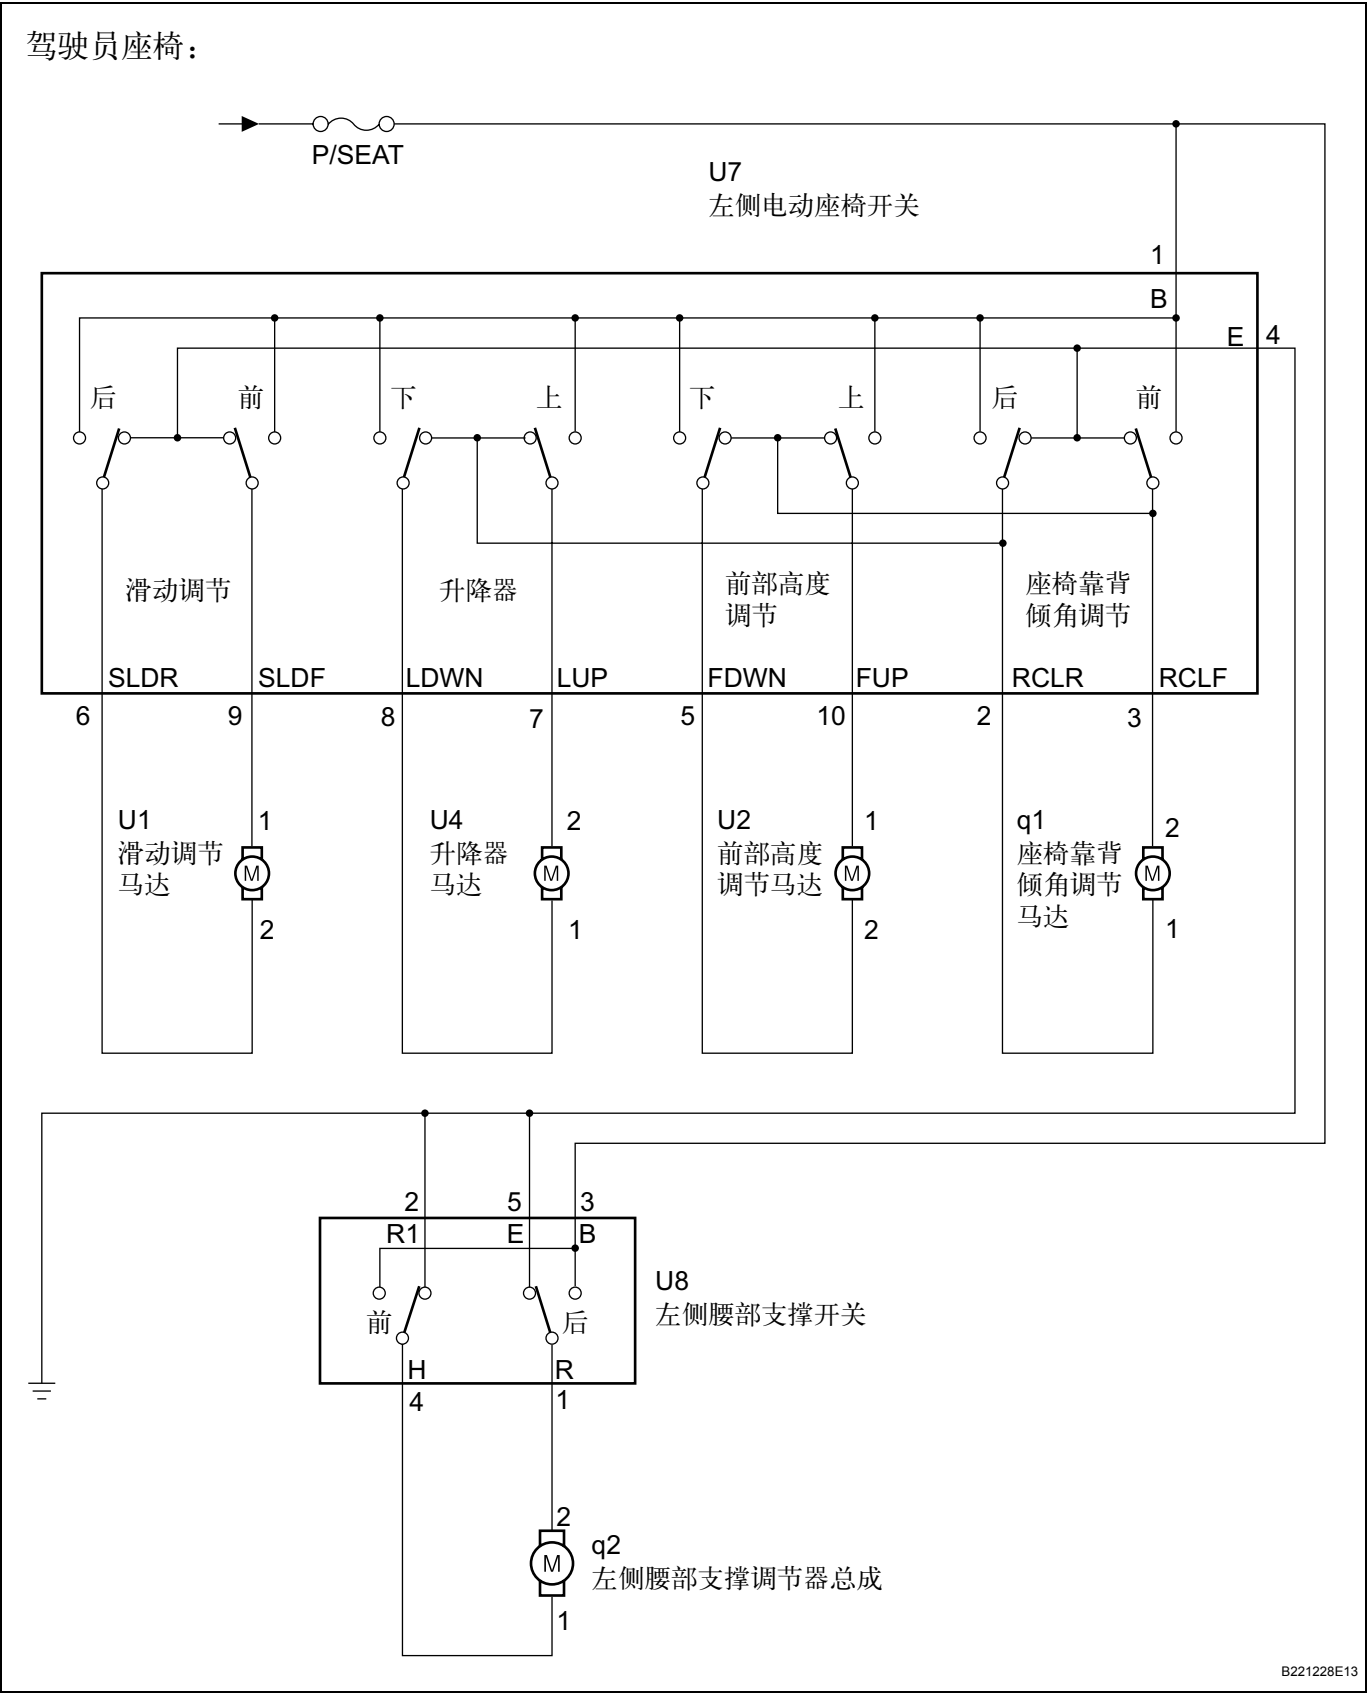 驾驶员座椅：
P/SEAT
U7
左侧电动座椅开关
1
B
E 4
后 前 下 上 下 上 后 前
滑动调节 升降器 前部高度 座椅靠背
调节 倾角调节
SLDR SLDF LDWN LUP FDWN FUP RCLR RCLF
6 9 8 7 5 10 2 3
U1 1 U4 2 U2 1 q1 2
滑动调节 升降器 前部高度 座椅靠背
马达 M 马达 M 调节马达 M 倾角调节 M
马达
2 1 2 1
2 5 3
R1 E B
U8
左侧腰部支撑开关
前 后
H R
4 1
2
M q2
左侧腰部支撑调节器总成
1
B221228E13